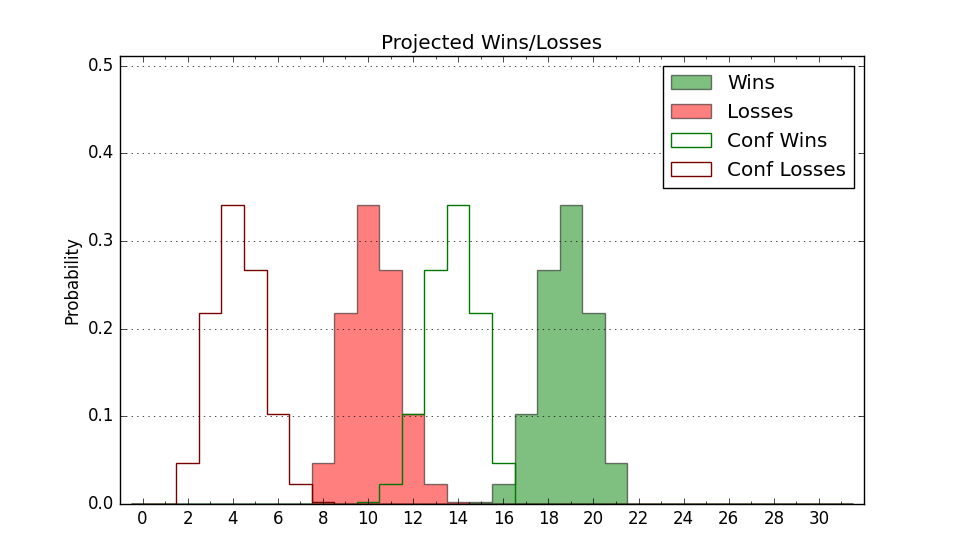 Projected Wins/Losses
Probability
0.5
0.4
0.3
0.2
0.1
0.0
Wins
Losses
Conf Wins
Conf Losses
0 2 4 6 8 10 12 14 16 18 20 22 24 26 28 30